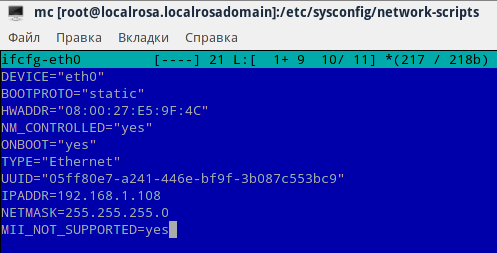 mc [root@localrosa.localrosadomain]:/etc/sysconfig/network-scripts
Файл Правка Вкладки Справка
ifcfg-eth0 [----] 21 L:[ 1+ 9 10/ 11] *(217 / 218b)
DEVICE="eth0"
BOOTPROTO="static"
HWADDR="08:00:27:E5:9F:4C"
NM_CONTROLLED="yes"
ONBOOT="yes"
TYPE="Ethernet"
UUID="05ff80e7-a241-446e-bf9f-3b087c553bc9"
IPADDR=192.168.1.108
NETMASK=255.255.255.0
MII_NOT_SUPPORTED=yes